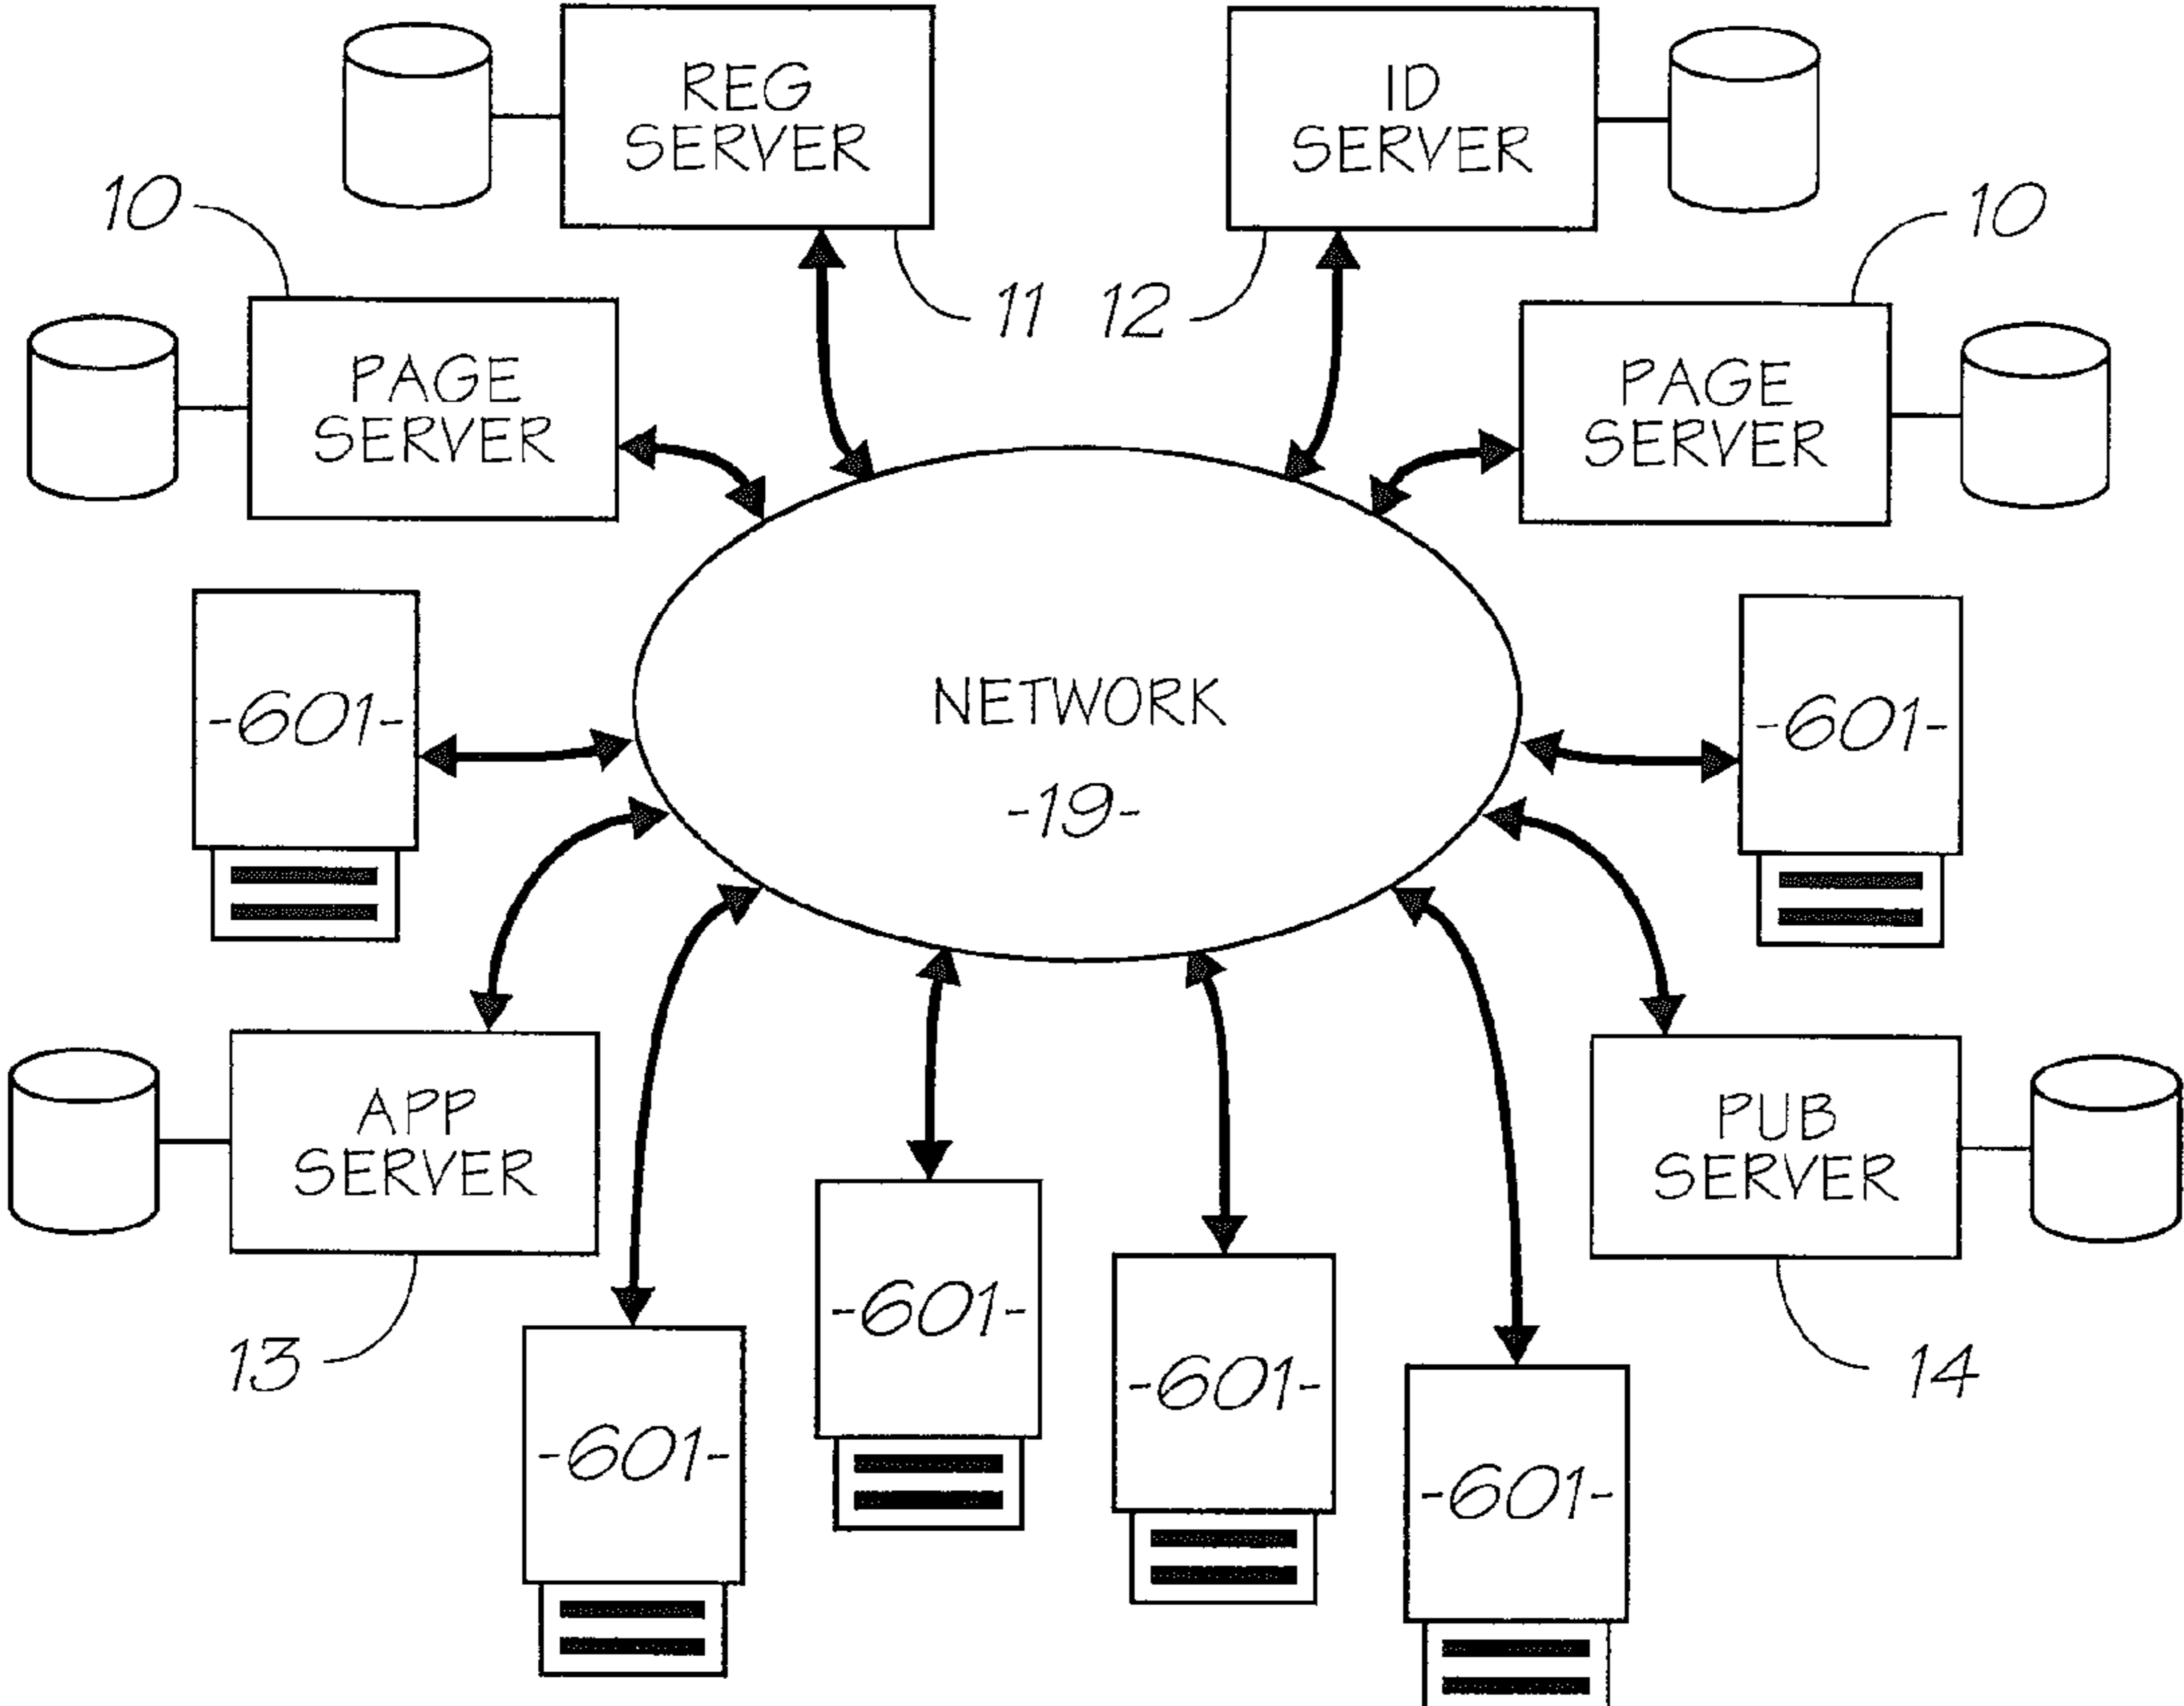 REG
SERVER
ID
SERVER
10
10
11
12
PAGE
SERVER
PAGE
SERVER
-601-
NETWORK
-19-
-601-
APP
SERVER
PUB
SERVER
13
-601-
-601-
-601-
-601-
14